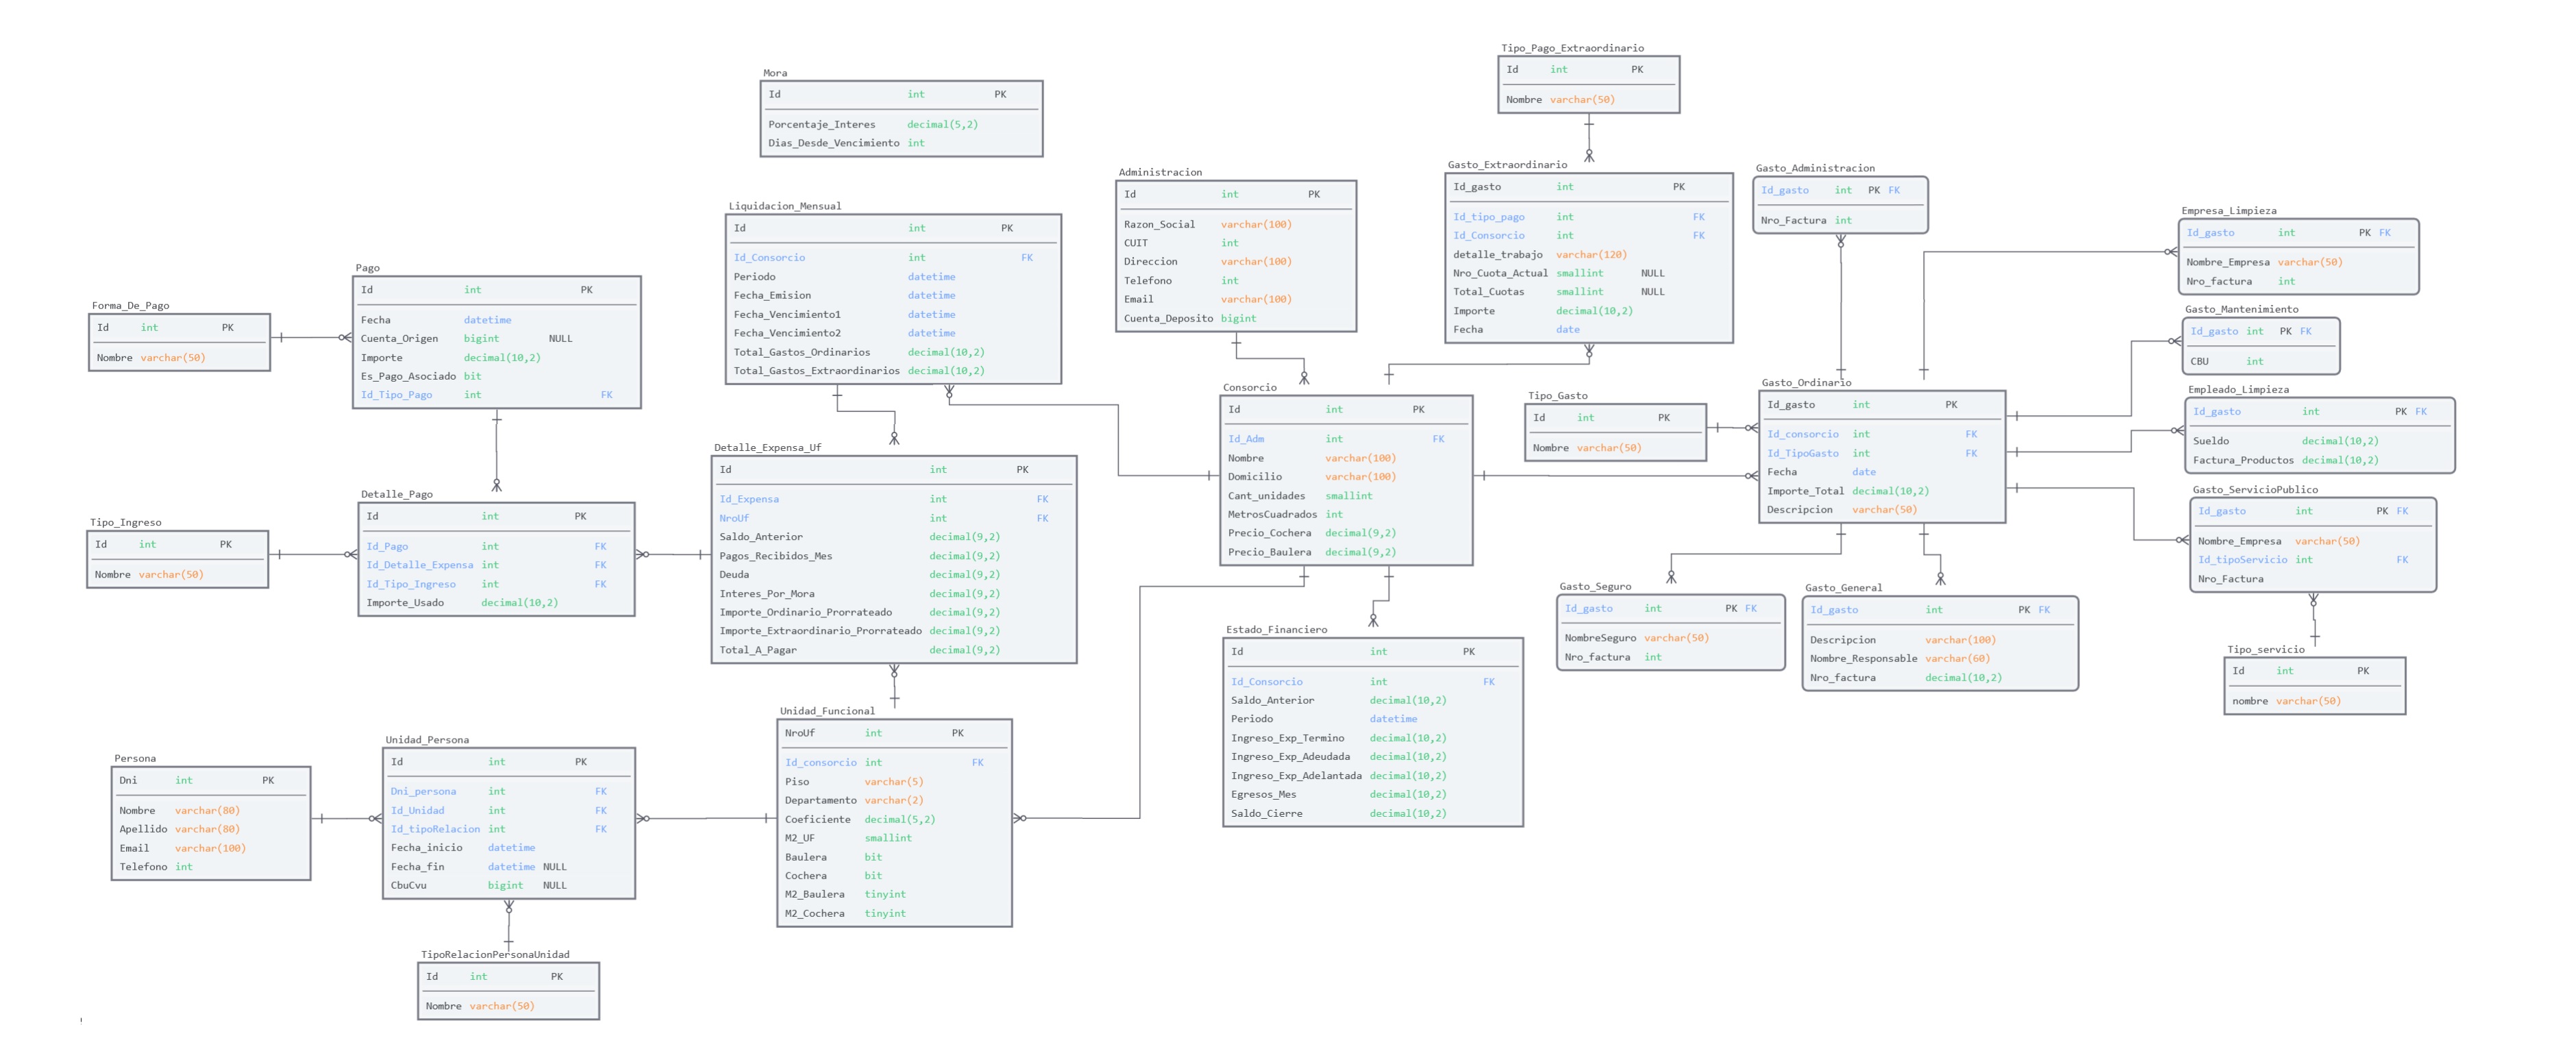 Tipo_Pago_Extraordinario
Id int PK
Nombre varchar(50)
Mora
Id int PK
Porcentaje_Interes decimal(5,2)
Dias_Desde_Vencimiento int
Administracion
Id int PK
Razon_Social varchar(100)
CUIT int
Direccion varchar(100)
Telefono int
Email varchar(100)
Cuenta_Deposito bigint
Gasto_Extraordinario
Id_gasto int PK
Id_tipo_pago int FK
Id_Consorcio int FK
detalle_trabajo varchar(120)
Nro_Cuota_Actual smallint NULL
Total_Cuotas smallint NULL
Importe decimal(10,2)
Fecha date
Gasto_Administracion
Id_gasto int PK FK
Nro_Factura int
Empresa_Limpieza
Id_gasto int PK FK
Nombre_Empresa varchar(50)
Nro_factura int
Liquidacion_Mensual
Id int PK
Id_Consorcio int FK
Periodo datetime
Fecha_Emision datetime
Fecha_Vencimiento1 datetime
Fecha_Vencimiento2 datetime
Total_Gastos_Ordinarios decimal(10,2)
Total_Gastos_Extraordinarios decimal(10,2)
Pago
Id int PK
Fecha datetime
Cuenta_Origen bigint NULL
Importe decimal(10,2)
Es_Pago_Asociado bit
Id_Tipo_Pago int FK
Forma_De_Pago
Id int PK
Nombre varchar(50)
Gasto_Mantenimiento
Id_gasto int PK FK
CBU int
Consorcio
Id int PK
Id_Adm int FK
Nombre varchar(100)
Domicilio varchar(100)
Cant_unidades smallint
MetrosCuadrados int
Precio_Cochera decimal(9,2)
Precio_Baulera decimal(9,2)
Tipo_Gasto
Id int PK
Nombre varchar(50)
Gasto_Ordinario
Id_gasto int PK
Id_consorcio int FK
Id_TipoGasto int FK
Fecha date
Importe_Total decimal(10,2)
Descripcion varchar(50)
Empleado_Limpieza
Id_gasto int PK FK
Sueldo decimal(10,2)
Factura_Productos decimal(10,2)
Detalle_Expensa_Uf
Id int PK
Id_Expensa int FK
NroUf int FK
Saldo_Anterior decimal(9,2)
Pagos_Recibidos_Mes decimal(9,2)
Deuda decimal(9,2)
Interes_Por_Mora decimal(9,2)
Importe_Ordinario_Prorrateado decimal(9,2)
Importe_Extraordinario_Prorrateado decimal(9,2)
Total_A_Pagar decimal(9,2)
Detalle_Pago
Id int PK
Id_Pago int FK
Id_Detalle_Expensa int FK
Id_Tipo_Ingreso int FK
Importe_Usado decimal(10,2)
Tipo_Ingreso
Id int PK
Nombre varchar(50)
Gasto_ServicioPublico
Id_gasto int PK FK
Nombre_Empresa varchar(50)
Id_tipoServicio int FK
Nro_Factura
Gasto_Seguro
Id_gasto int PK FK
NombreSeguro varchar(50)
Nro_factura int
Gasto_General
Id_gasto int PK FK
Descripcion varchar(100)
Nombre_Responsable varchar(60)
Nro_factura decimal(10,2)
Estado_Financiero
Id int PK
Id_Consorcio int FK
Saldo_Anterior decimal(10,2)
Periodo datetime
Ingreso_Exp_Termino decimal(10,2)
Ingreso_Exp_Adeudada decimal(10,2)
Ingreso_Exp_Adelantada decimal(10,2)
Egresos_Mes decimal(10,2)
Saldo_Cierre decimal(10,2)
Tipo_servicio
Id int PK
nombre varchar(50)
Unidad_Funcional
NroUf int PK
Id_consorcio int FK
Piso varchar(5)
Departamento varchar(2)
Coeficiente decimal(5,2)
M2_UF smallint
Baulera bit
Cochera bit
M2_Baulera tinyint
M2_Cochera tinyint
Unidad_Persona
Id int PK
Dni_persona int FK
Id_Unidad int FK
Id_tipoRelacion int FK
Fecha_inicio datetime
Fecha_fin datetime NULL
CbuCvu bigint NULL
Persona
Dni int PK
Nombre varchar(80)
Apellido varchar(80)
Email varchar(100)
Telefono int
TipoRelacionPersonaUnidad
Id int PK
Nombre varchar(50)